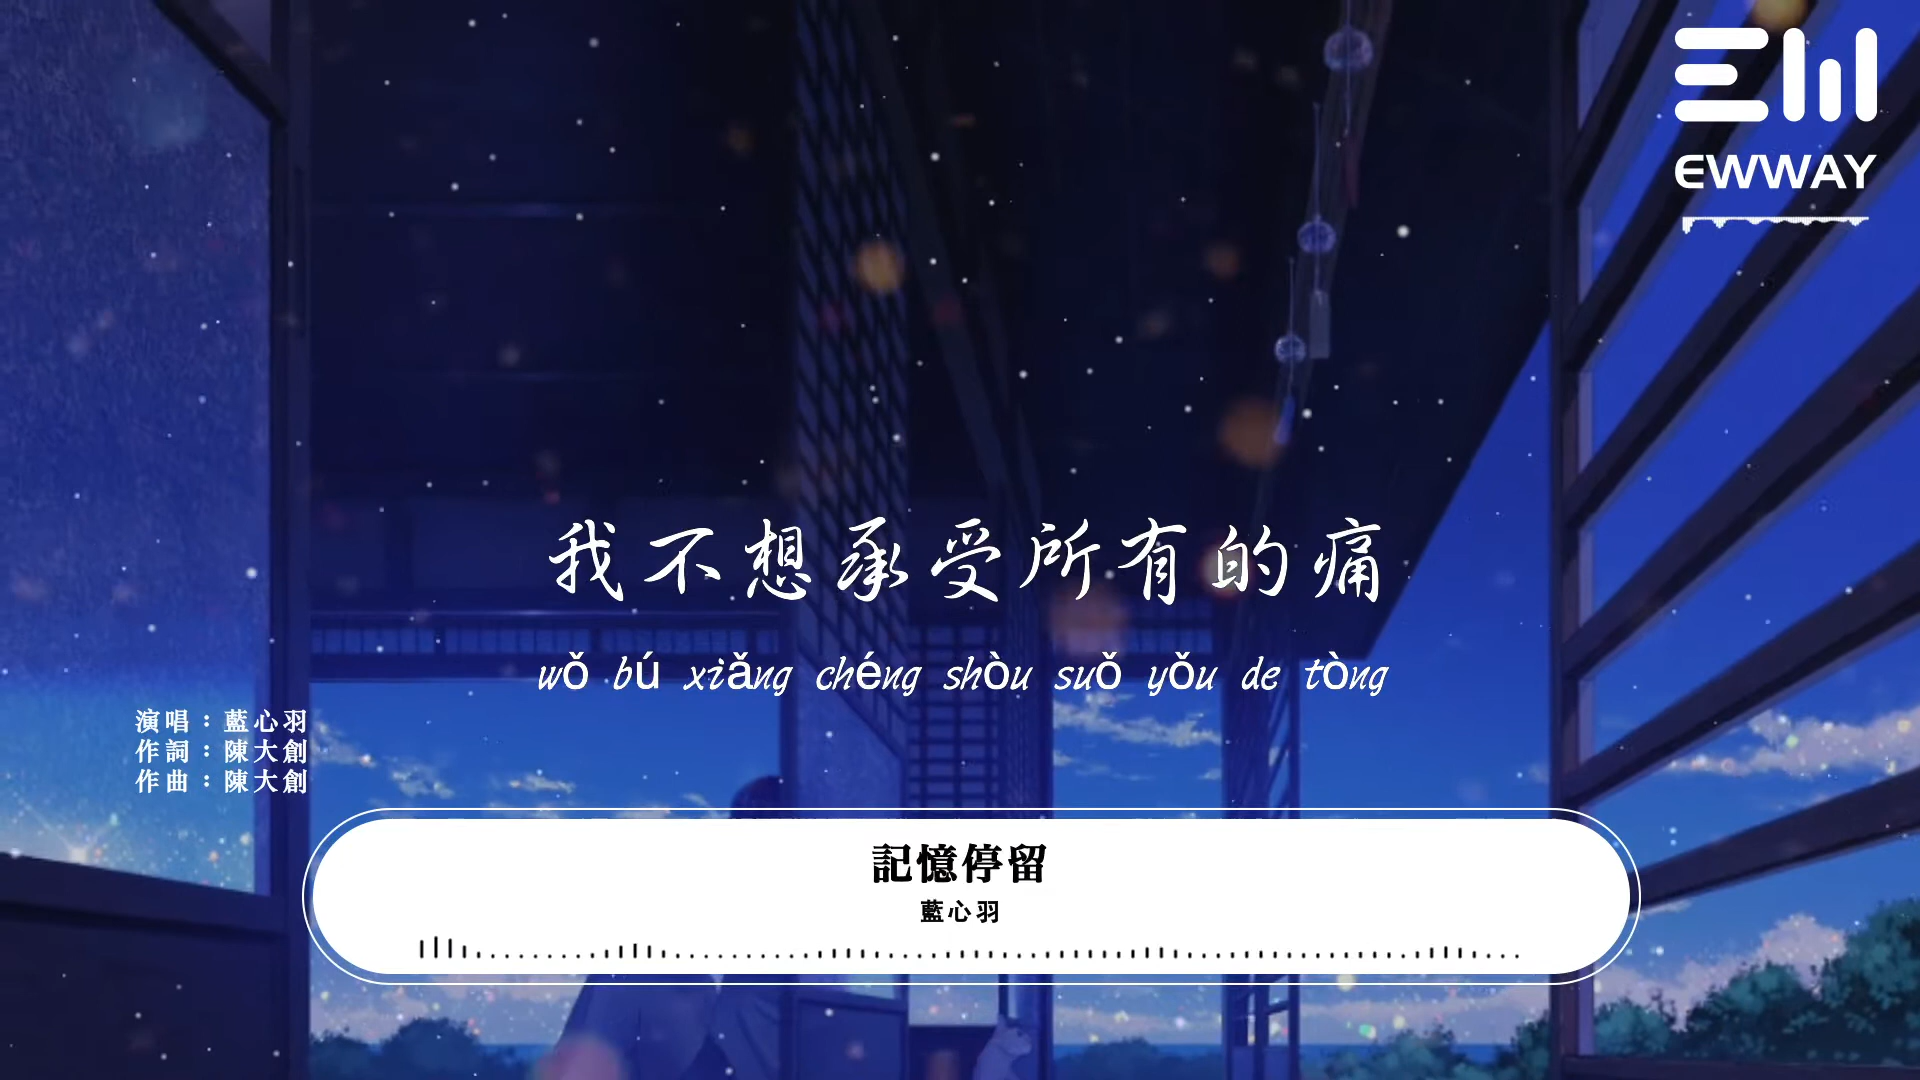 EW
EWWAY
我不想承受所有的痛
wǒ bú xiǎng chéng shòu suǒ yǒu de tòng
演唱：藍心羽
作詞：陳大創
作曲：陳大創
記憶停留
藍心羽